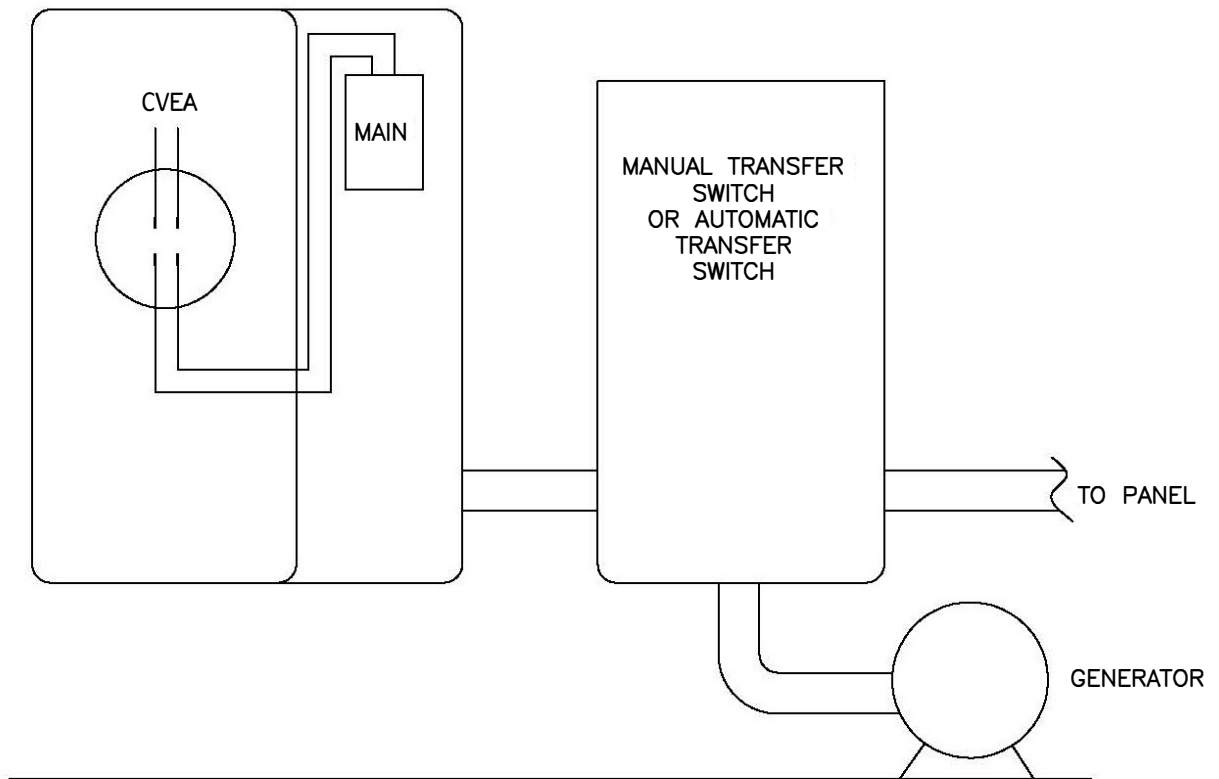 CVEA
MAIN
MANUAL TRANSFER
SWITCH
OR AUTOMATIC
TRANSFER
SWITCH
TO PANEL
GENERATOR